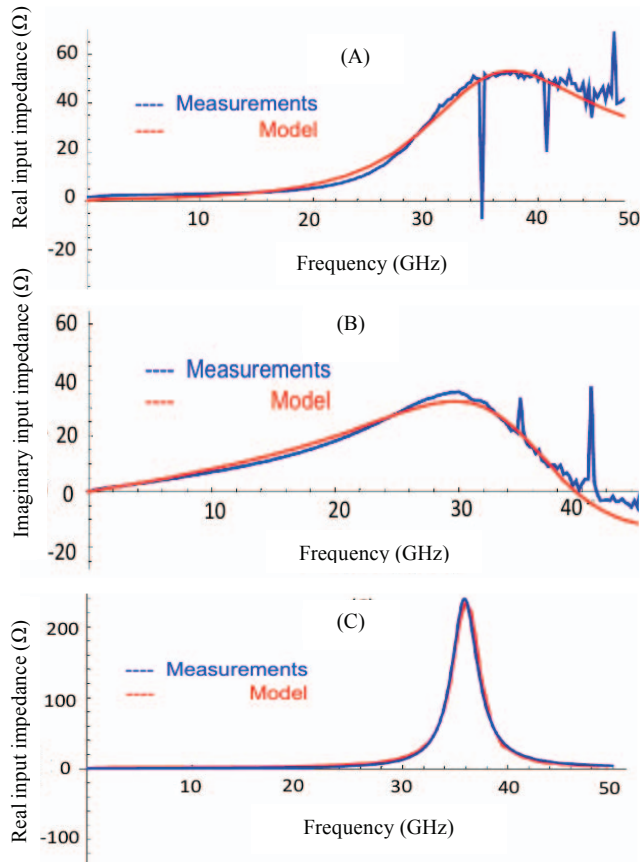 60
(A)
40
Measurements
Model
20
0
10
20
30
40
50
-20
Frequency (GHz)
Real input impedance (Ω)
60
(B)
Measurements
40
Model
20
0
10
20
30
40
-20
Frequency (GHz)
Imaginary input impedance (Ω)
200
(C)
Measurements
Model
100
0
10
20
30
40
50
-100
Frequency (GHz)
Real input impedance (Ω)